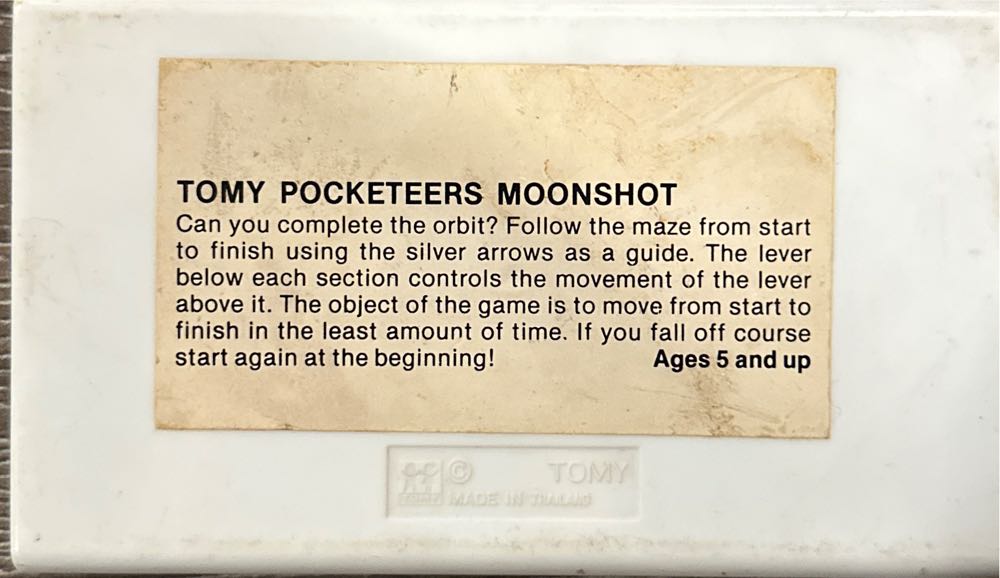 TOMY POCKETEERS MOONSHOT
Can you complete the orbit? Follow the maze from start
to finish using the silver arrows as a guide. The lever
below each section controls the movement of the lever
above it. The object of the game is to move from start to
finish in the least amount of time. If you fall off course
start again at the beginning! Ages 5 and up
© TOMY
MADE IN THAILAND